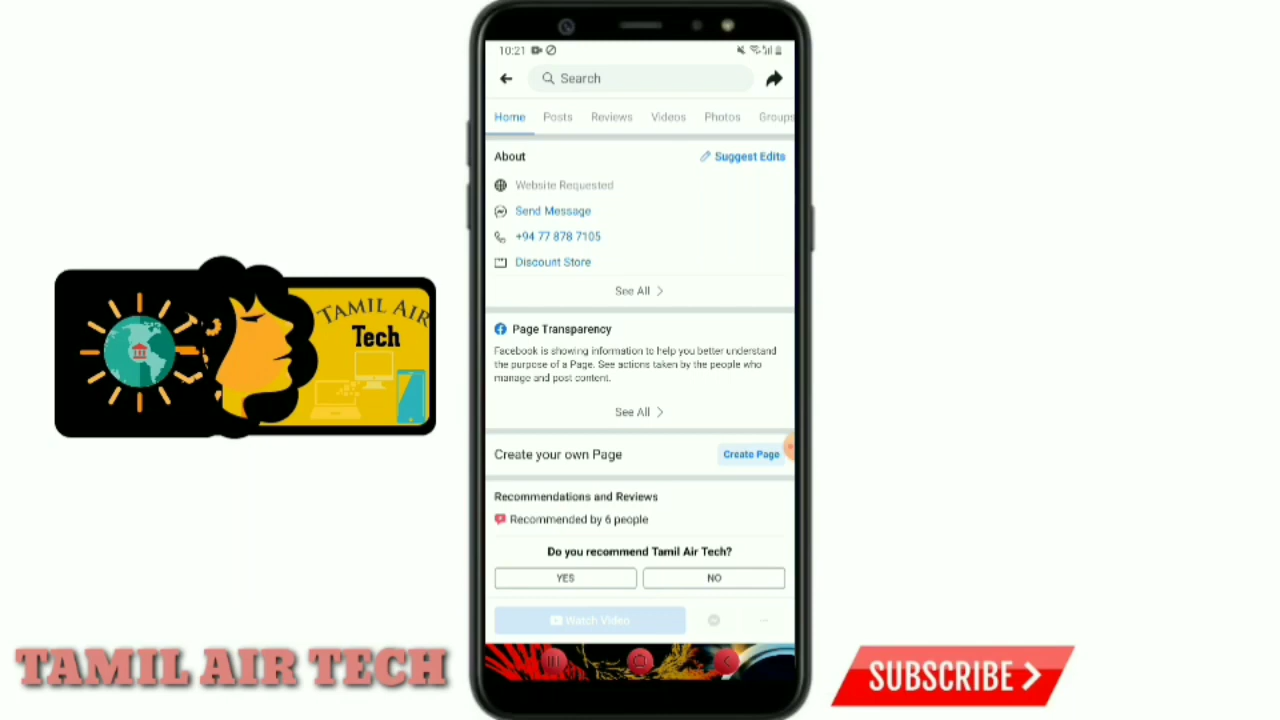 10:21
Search
Home Posts Reviews Videos Photos Groups
About Suggest Edits
Website Requested
Send Message
+94 77 878 7105
Discount Store
See All
Page Transparency
Facebook is showing information to help you better understand
the purpose of a Page. See actions taken by the people who
manage and post content.
See All
Create your own Page Create Page
Recommendations and Reviews
Recommended by 6 people
Do you recommend Tamil Air Tech?
YES NO
Watch Video
TAMIL AIR
Tech
TAMIL AIR TECH
SUBSCRIBE